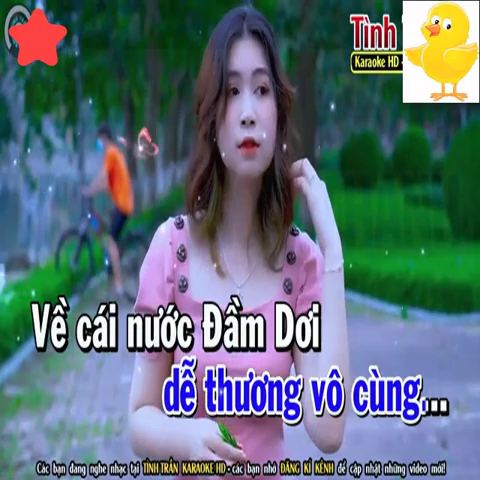 Tình
Karaoke HD -
Về cái nước Đầm Dơi
dễ thương vô cùng...
Các bạn đang nghe nhạc tại TÌNH TRẦN KARAOKE HD - các bạn nhớ ĐĂNG KÍ KÊNH để cập nhật những video mới!